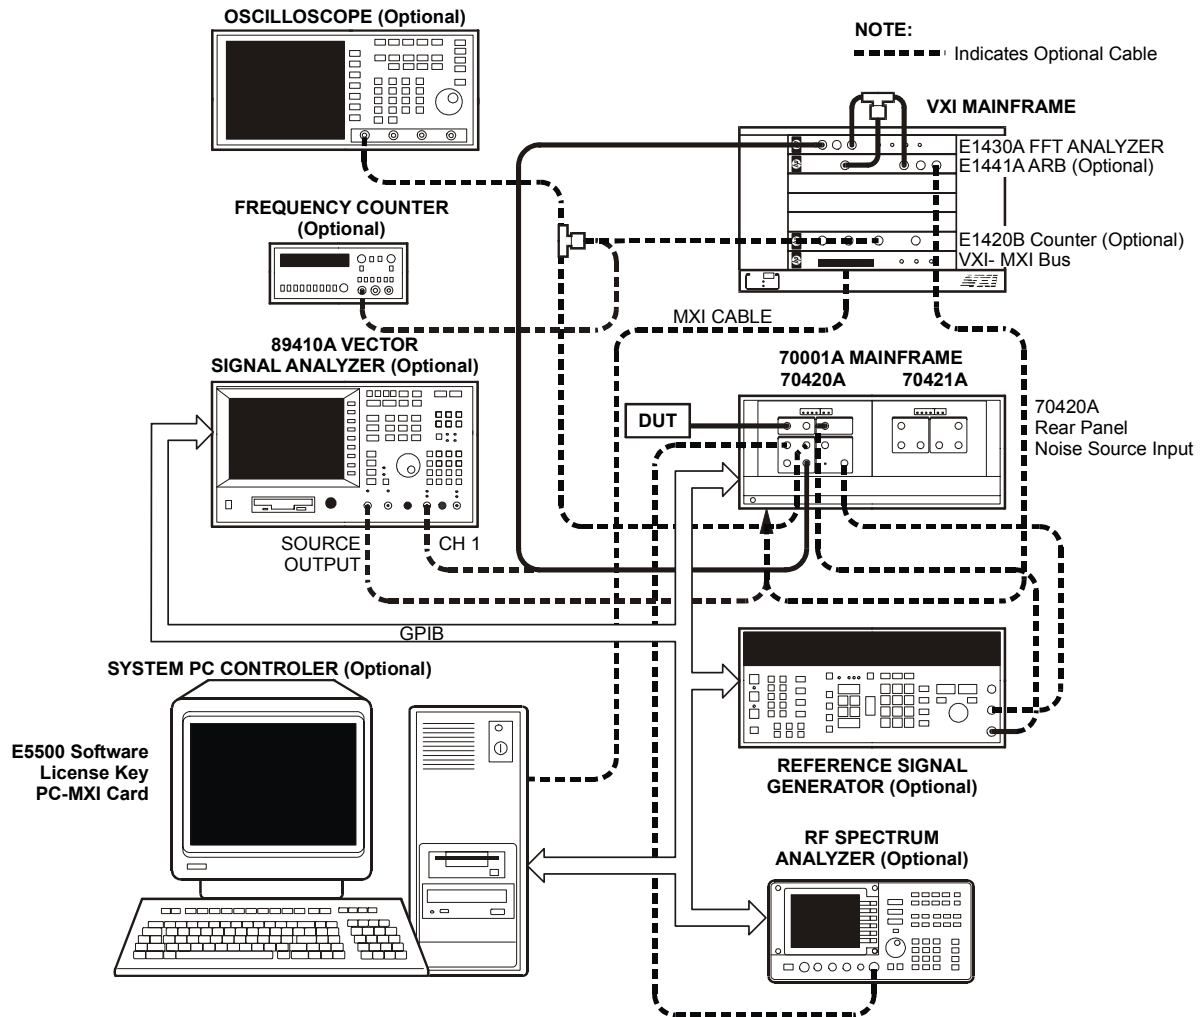 OSCILLOSCOPE (Optional)
NOTE:
Indicates Optional Cable
VXI MAINFRAME
E1430A FFT ANALYZER
E1441A ARB (Optional)
E1420B Counter (Optional)
VXI- MXI Bus
VXI
FREQUENCY COUNTER
(Optional)
MXI CABLE
89410A VECTOR
SIGNAL ANALYZER (Optional)
70001A MAINFRAME
70420A
70421A
DUT
70420A
Rear Panel
Noise Source Input
SOURCE
OUTPUT
CH 1
GPIB
SYSTEM PC CONTROLER (Optional)
E5500 Software
License Key
PC-MXI Card
REFERENCE SIGNAL
GENERATOR (Optional)
RF SPECTRUM
ANALYZER (Optional)